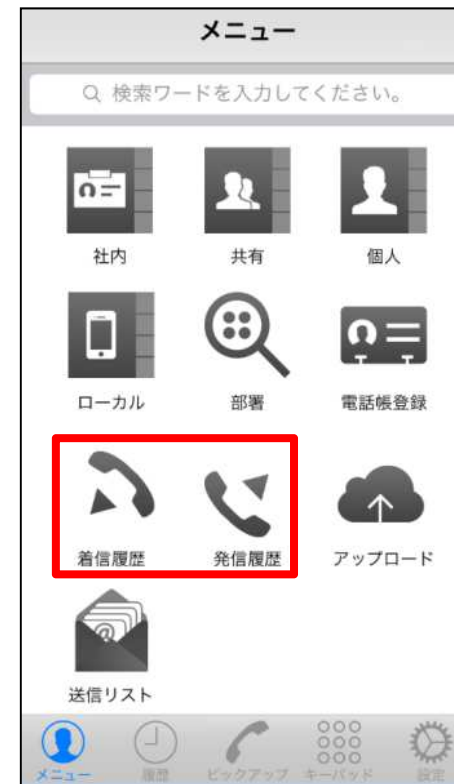 メニュー
検索ワードを入力してください。
社内 共有 個人
ローカル 部署 電話帳登録
着信履歴 発信履歴 アップロード
@
送信リスト
メニュー 履歴 ピックアップ キーパッド 設定